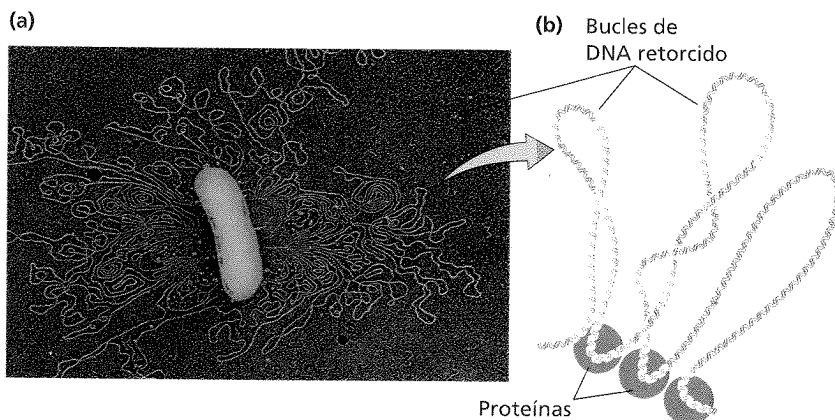 (a)
(b) Bucles de
DNA retorcido
Proteínas